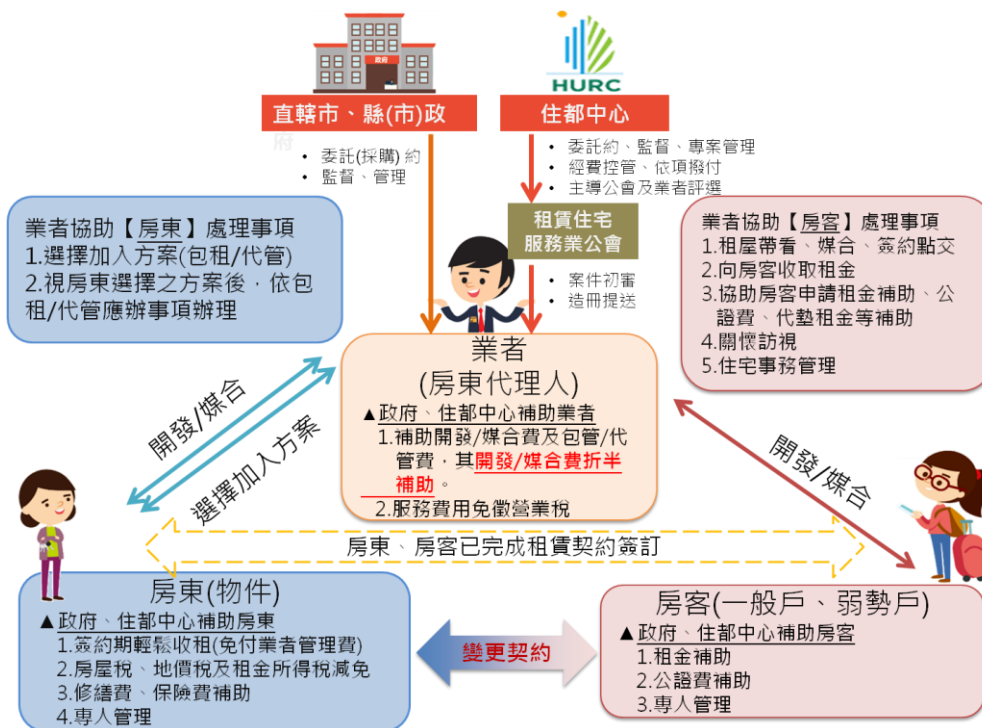 政府
HURC
直轄市、縣(市)政
府
住都中心
• 委託(採購) 約
• 監督、管理
• 委託約、監督、專案管理
• 經費控管、依項撥付
• 主導公會及業者評選
租賃住宅
服務業公會
• 案件初審
• 造冊提送
業者協助【房東】處理事項
1.選擇加入方案(包租/代管)
2.視房東選擇之方案後，依包
租/代管應辦事項辦理
業者協助【房客】處理事項
1.租屋帶看、媒合、簽約點交
2.向房客收取租金
3.協助房客申請租金補助、公
證費、代墊租金等補助
4.關懷訪視
5.住宅事務管理
業者
(房東代理人)
▲政府、住都中心補助業者
1.補助開發/媒合費及包管/代
管費，其開發/媒合費折半
補助。
2.服務費用免徵營業稅
開發/媒合
選擇加入方案
開發/媒合
房東、房客已完成租賃契約簽訂
房東(物件)
▲政府、住都中心補助房東
1.簽約期輕鬆收租(免付業者管理費)
2.房屋稅、地價稅及租金所得稅減免
3.修繕費、保險費補助
4.專人管理
變更契約
房客(一般戶、弱勢戶)
▲政府、住都中心補助房客
1.租金補助
2.公證費補助
3.專人管理